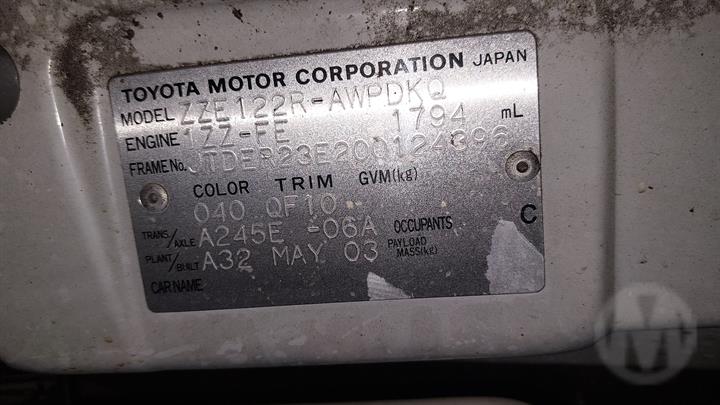 TOYOTA MOTOR CORPORATION JAPAN
MODEL ZZE122R-AWPDKQ
ENGINE 1ZZ-FE 1794 mL
FRAME No. JTDER23E200124396
COLOR TRIM GVM(kg)
040 QF10
TRANS/AXLE A245E -06A OCCUPANTS C
PLANT/BUILT A32 MAY 03 PAYLOAD MASS(kg)
CAR NAME
M